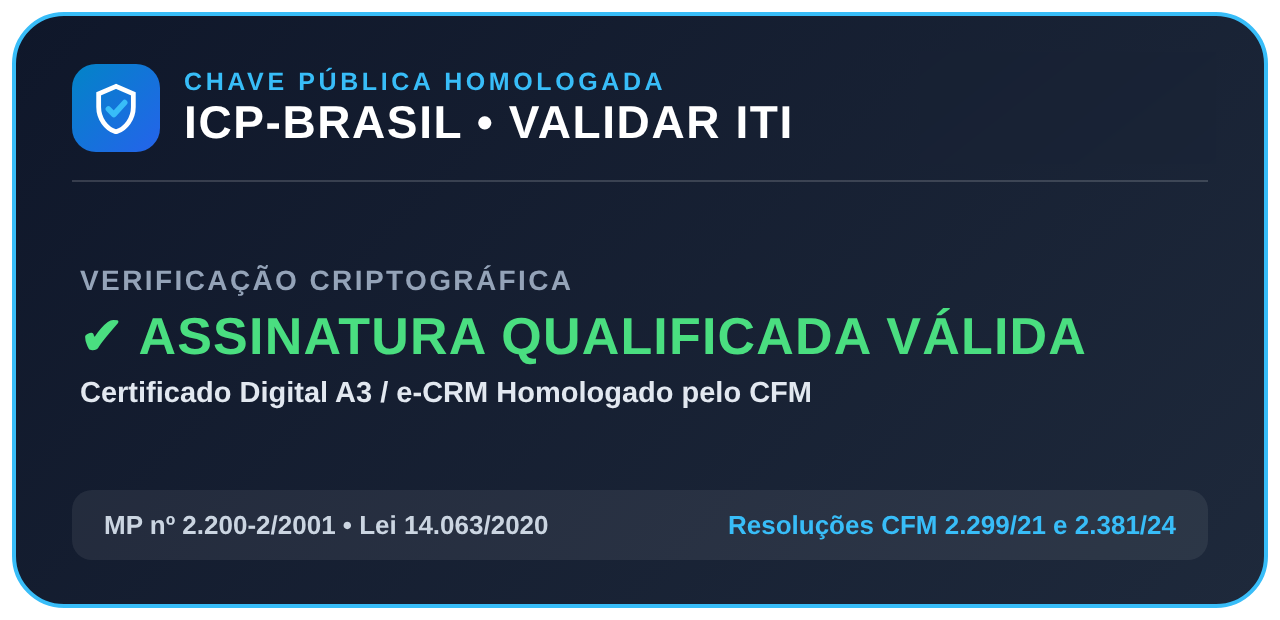 CHAVE PÚBLICA HOMOLOGADA
ICP-BRASIL • VALIDAR ITI
VERIFICAÇÃO CRIPTOGRÁFICA
✔ ASSINATURA QUALIFICADA VÁLIDA
Certificado Digital A3 / e-CRM Homologado pelo CFM
MP nº 2.200-2/2001 • Lei 14.063/2020
Resoluções CFM 2.299/21 e 2.381/24